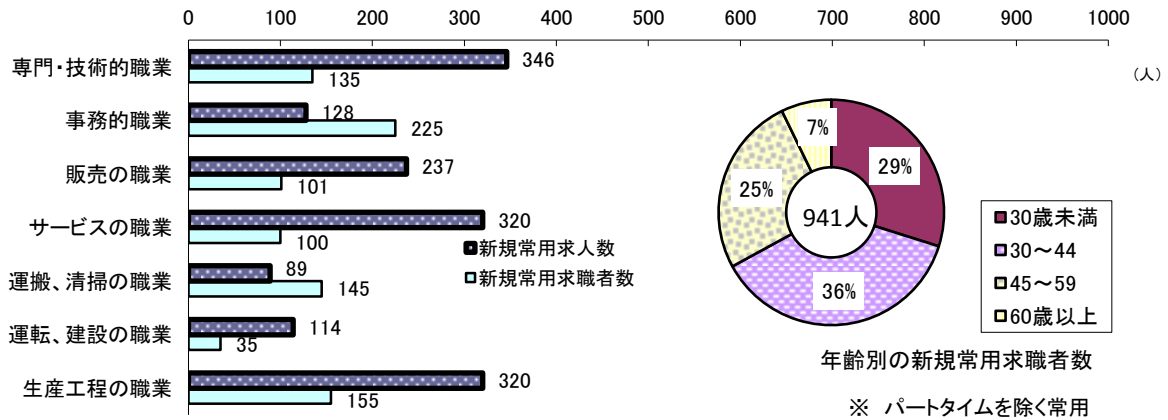 0 100 200 300 400 500 600 700 800 900 1000
(人)
専門・技術的職業 346
135
事務的職業 128
225
販売の職業 237
101
サービスの職業 320
100
運搬、清掃の職業 89
145
運転、建設の職業 114
35
生産工程の職業 320
155
新規常用求人数
新規常用求職者数
7%
29%
25%
941人
36%
30歳未満
30～44
45～59
60歳以上
年齢別の新規常用求職者数
※ パートタイムを除く常用